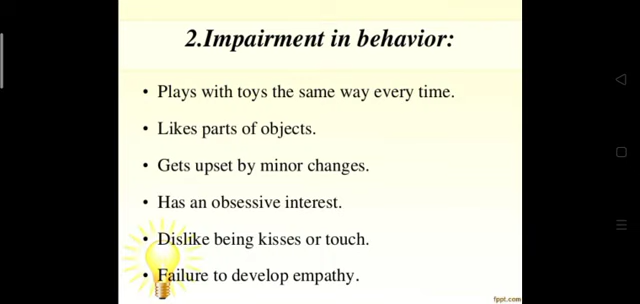 2.Impairment in behavior:
• Plays with toys the same way every time.
• Likes parts of objects.
• Gets upset by minor changes.
• Has an obsessive interest.
• Dislike being kisses or touch.
• Failure to develop empathy.
fppt.com